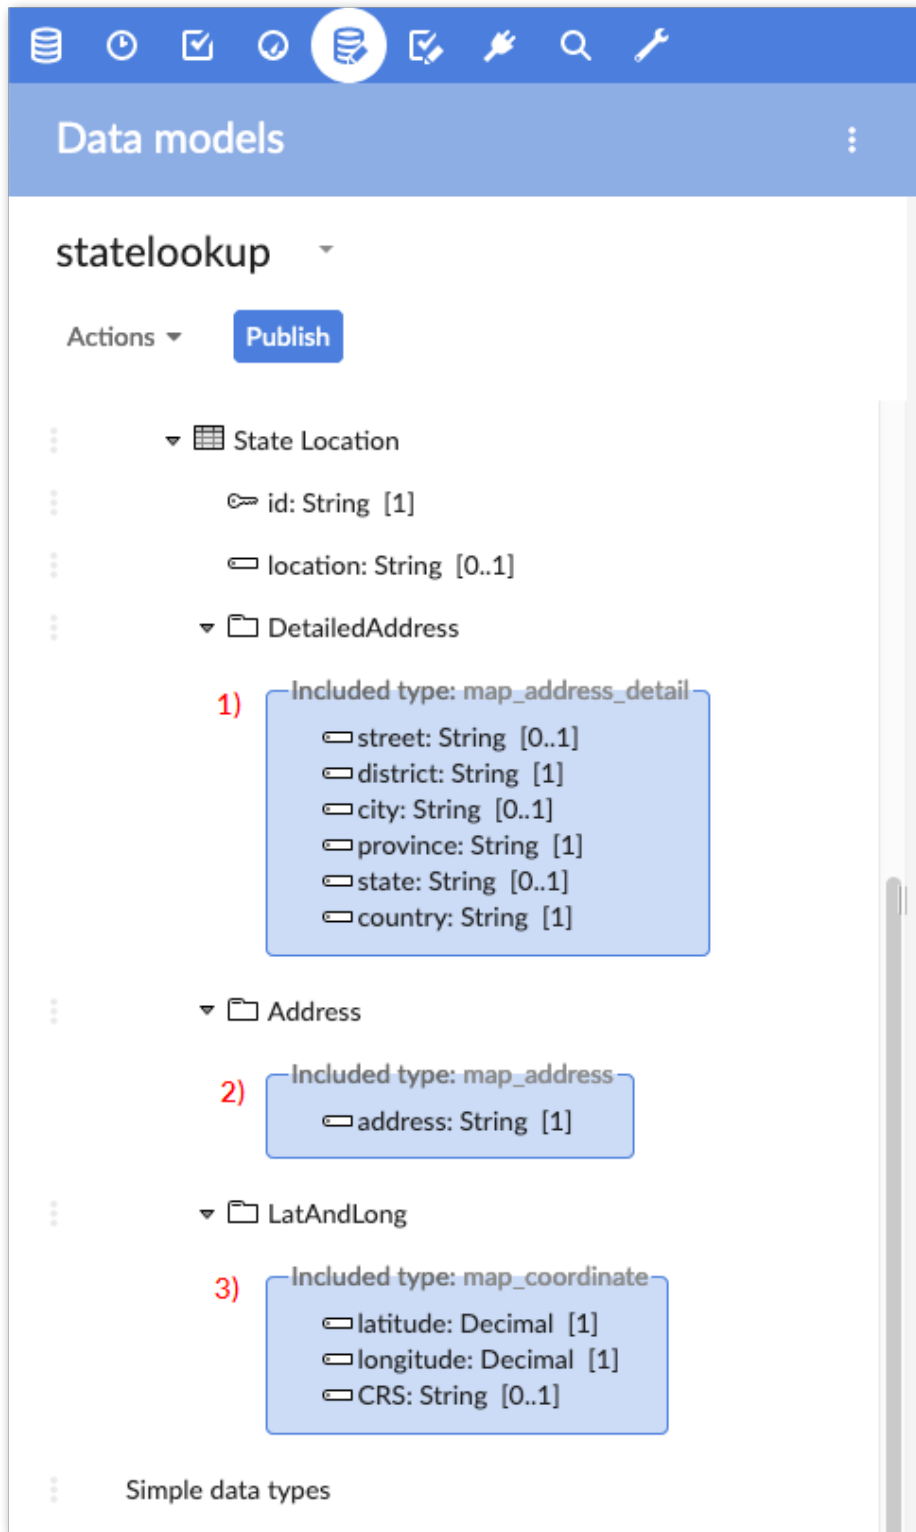 Data models
statelookup
Actions
Publish
State Location
id: String [1]
location: String [0..1]
DetailedAddress
1)
Included type: map_address_detail
street: String [0..1]
district: String [1]
city: String [0..1]
province: String [1]
state: String [0..1]
country: String [1]
Address
2)
Included type: map_address
address: String [1]
LatAndLong
3)
Included type: map_coordinate
latitude: Decimal [1]
longitude: Decimal [1]
CRS: String [0..1]
Simple data types